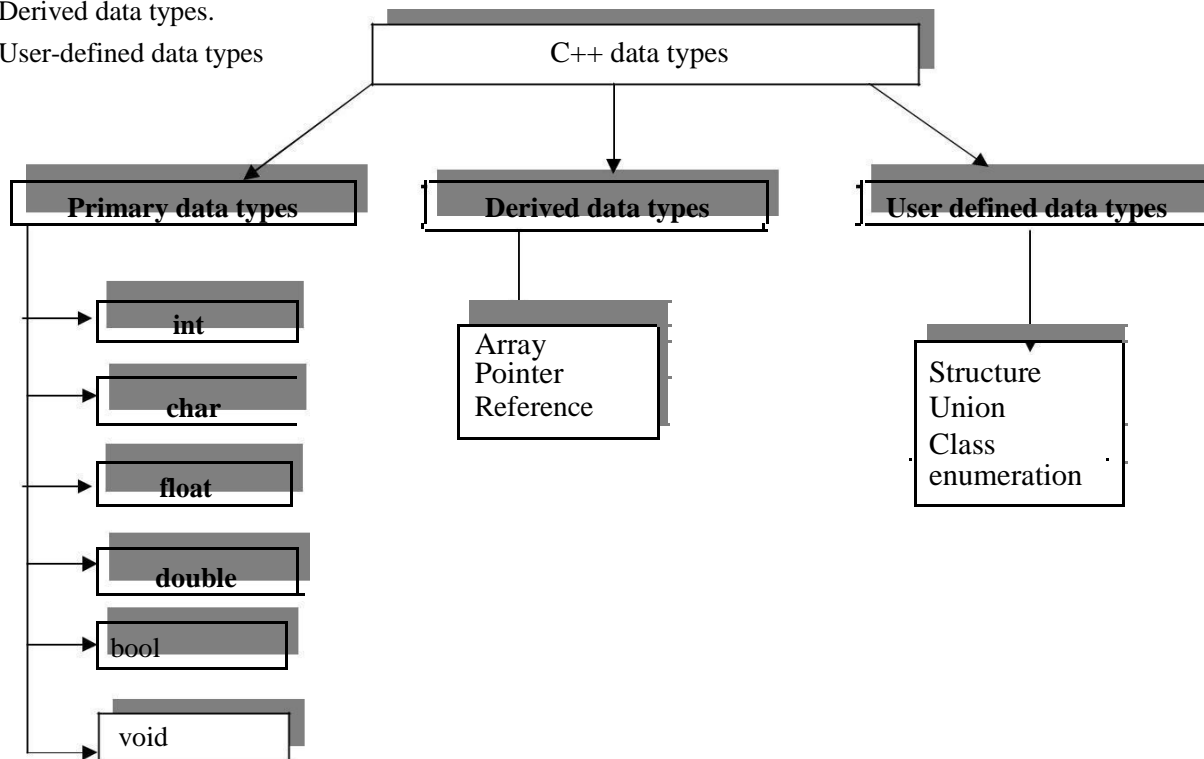 Derived data types.
User-defined data types
C++ data types
Primary data types
Derived data types
User defined data types
int
char
float
double
bool
void
Array
Pointer
Reference
Structure
Union
Class
enumeration